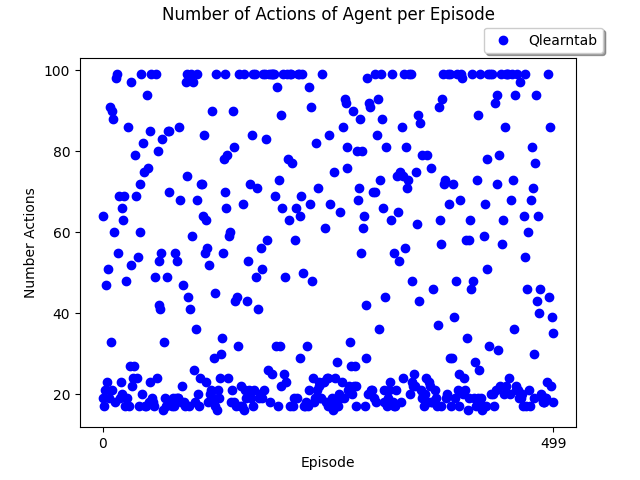 Number of Actions of Agent per Episode
Qlearntab
100
80
60
40
20
Number Actions
0 499
Episode